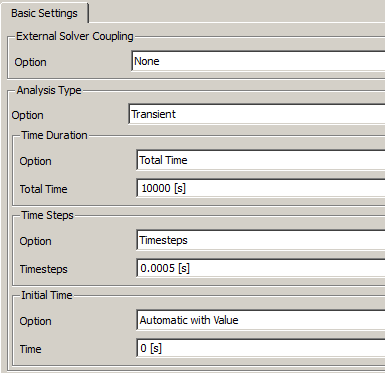 Basic Settings
External Solver Coupling
Option None
Analysis Type
Option Transient
Time Duration
Option Total Time
Total Time 10000 [s]
Time Steps
Option Timesteps
Timesteps 0.0005 [s]
Initial Time
Option Automatic with Value
Time 0 [s]